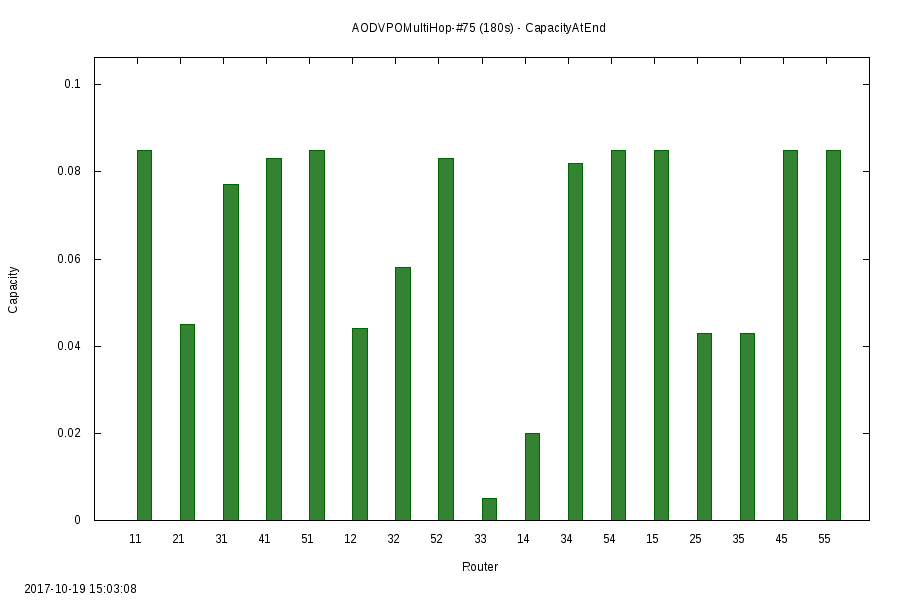 AODVPOMultiHop-#75 (180s) - CapacityAtEnd
0.1
0.08
0.06
0.04
0.02
0
Capacity
11 21 31 41 51 12 32 52 33 14 34 54 15 25 35 45 55
Router
2017-10-19 15:03:08